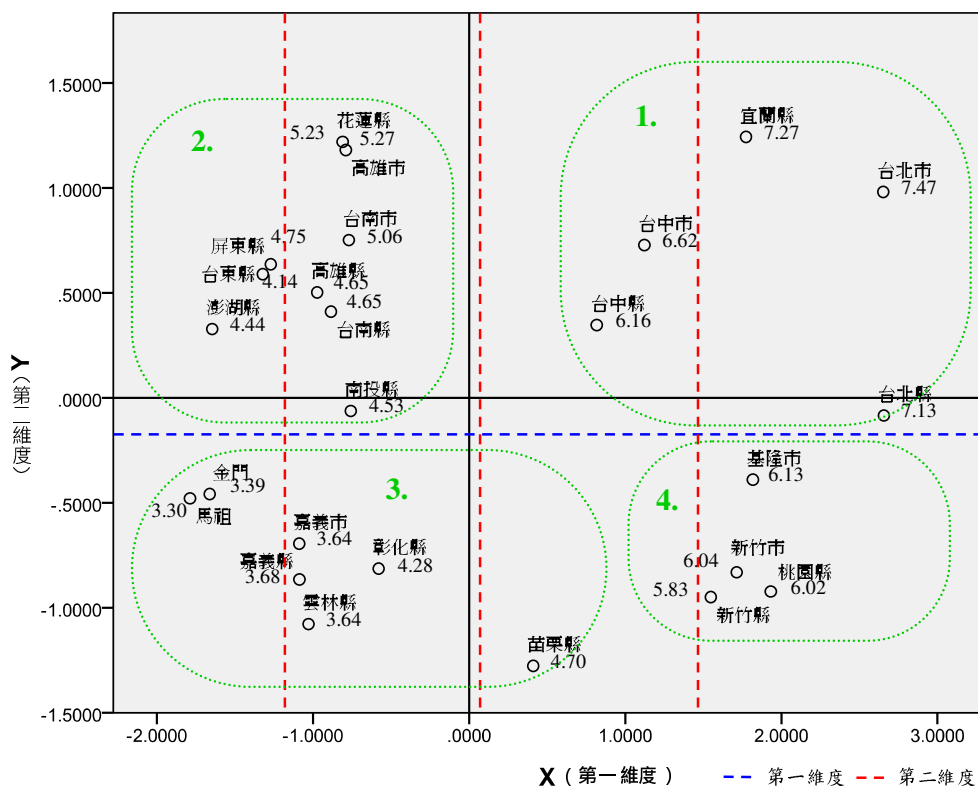 1.5000
1.0000
.5000
.0000
-.5000
-1.0000
-1.5000
Y
（第二維度）
2.
花蓮縣
5.23
5.27
高雄市
台南市
5.06
屏東縣
4.75
台東縣
4.14
高雄縣
4.65
澎湖縣
4.44
4.65
台南縣
南投縣
4.53
1.
宜蘭縣
7.27
台北市
7.47
台中市
6.62
台中縣
6.16
台北縣
7.13
3.
金門
3.39
3.30
馬祖
嘉義市
3.64
嘉義縣
3.68
彰化縣
4.28
雲林縣
3.64
苗栗縣
4.70
4.
基隆市
6.13
新竹市
6.04
桃園縣
6.02
5.83
新竹縣
-2.0000 -1.0000 .0000 1.0000 2.0000 3.0000
X（第一維度） 第一維度 第二維度